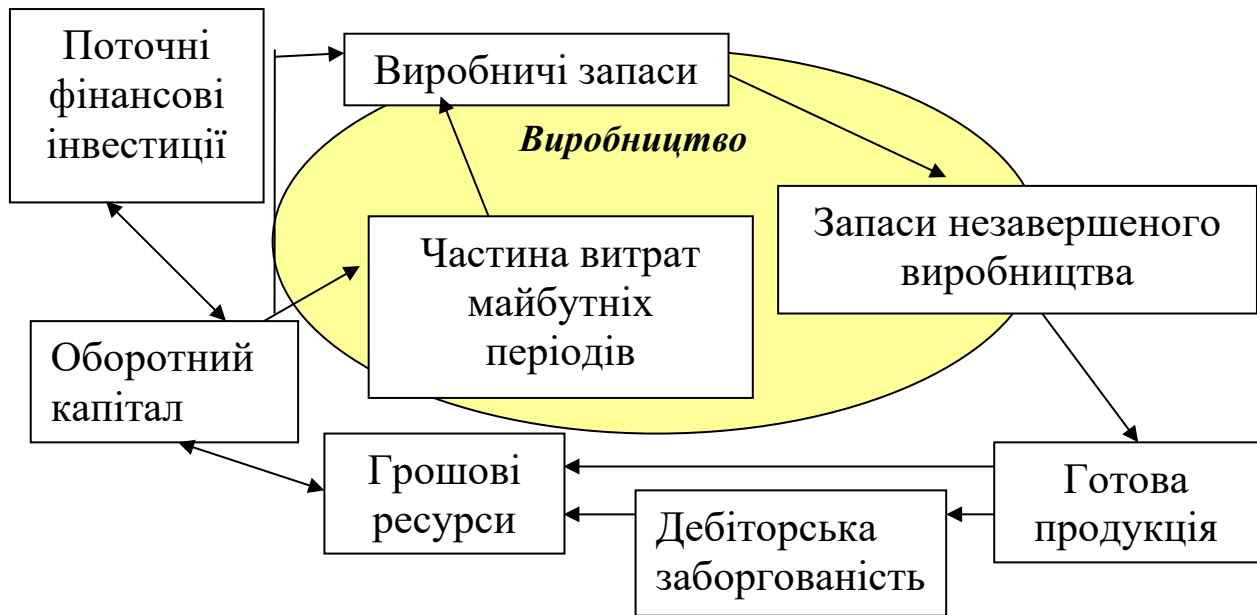 Поточні
фінансові
інвестиції
Виробничі запаси
Виробництво
Частина витрат
майбутніх
періодів
Запаси незавершеного
виробництва
Оборотний
капітал
Грошові
ресурси
Дебіторська
заборгованість
Готова
продукція